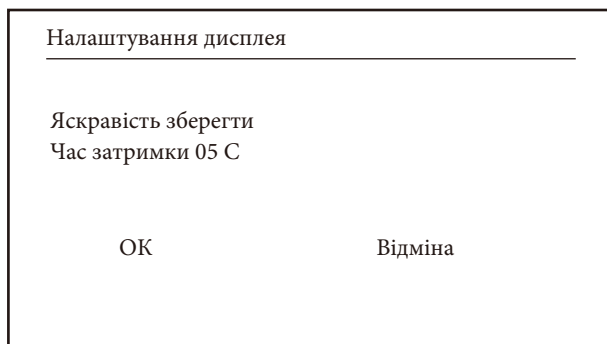 Налаштування дисплея
Яскравість зберегти
Час затримки 05 С
ОК Відміна